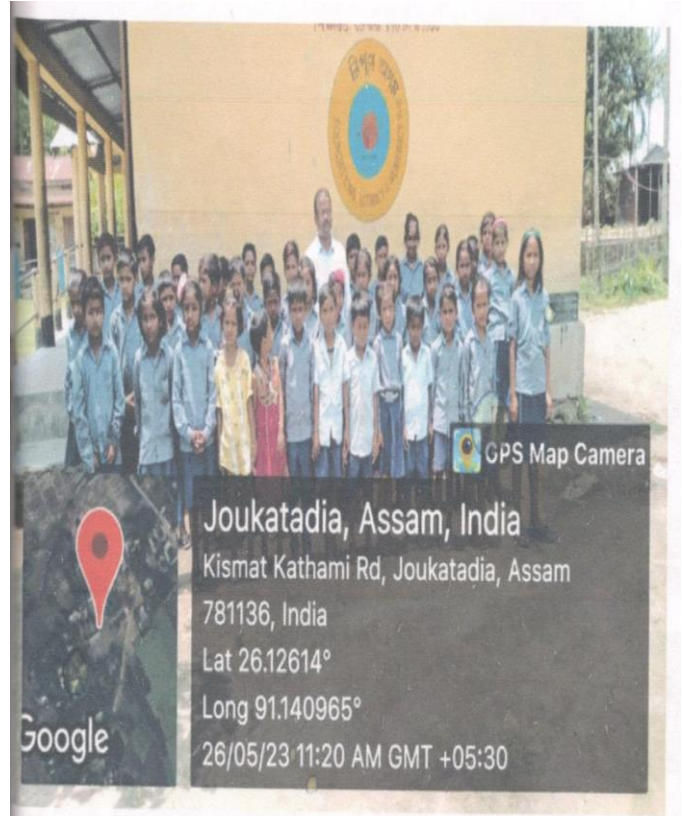 নিপুণ অসম
GPS Map Camera
Joukatadia, Assam, India
Kismat Kathami Rd, Joukatadia, Assam
781136, India
Lat 26.12614°
Long 91.140965°
26/05/23 11:20 AM GMT +05:30
Google